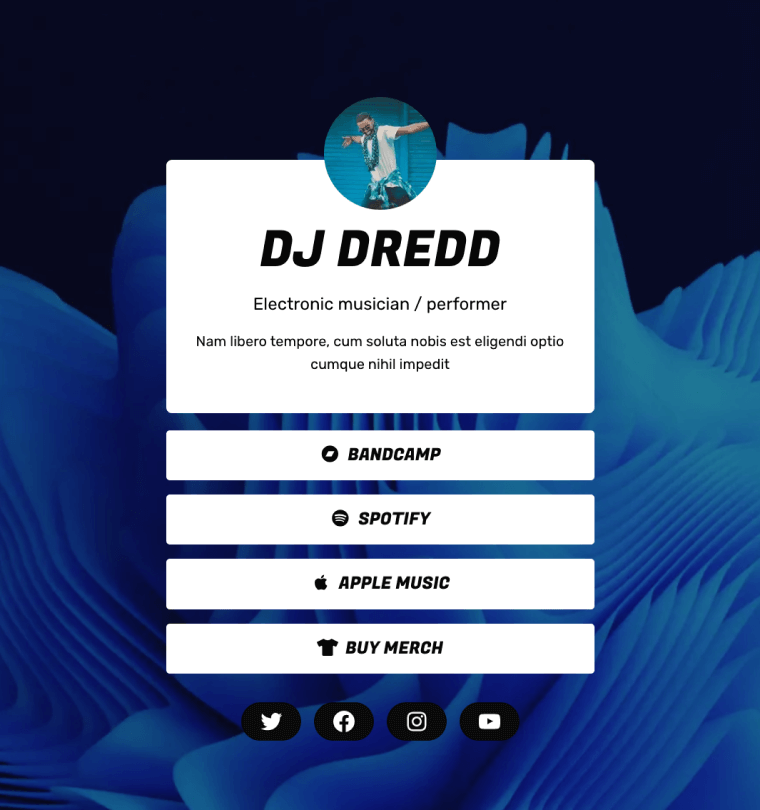 DJ DREDD
Electronic musician / performer
Nam libero tempore, cum soluta nobis est eligendi optio
cumque nihil impedit
BANDCAMP
SPOTIFY
APPLE MUSIC
BUY MERCH